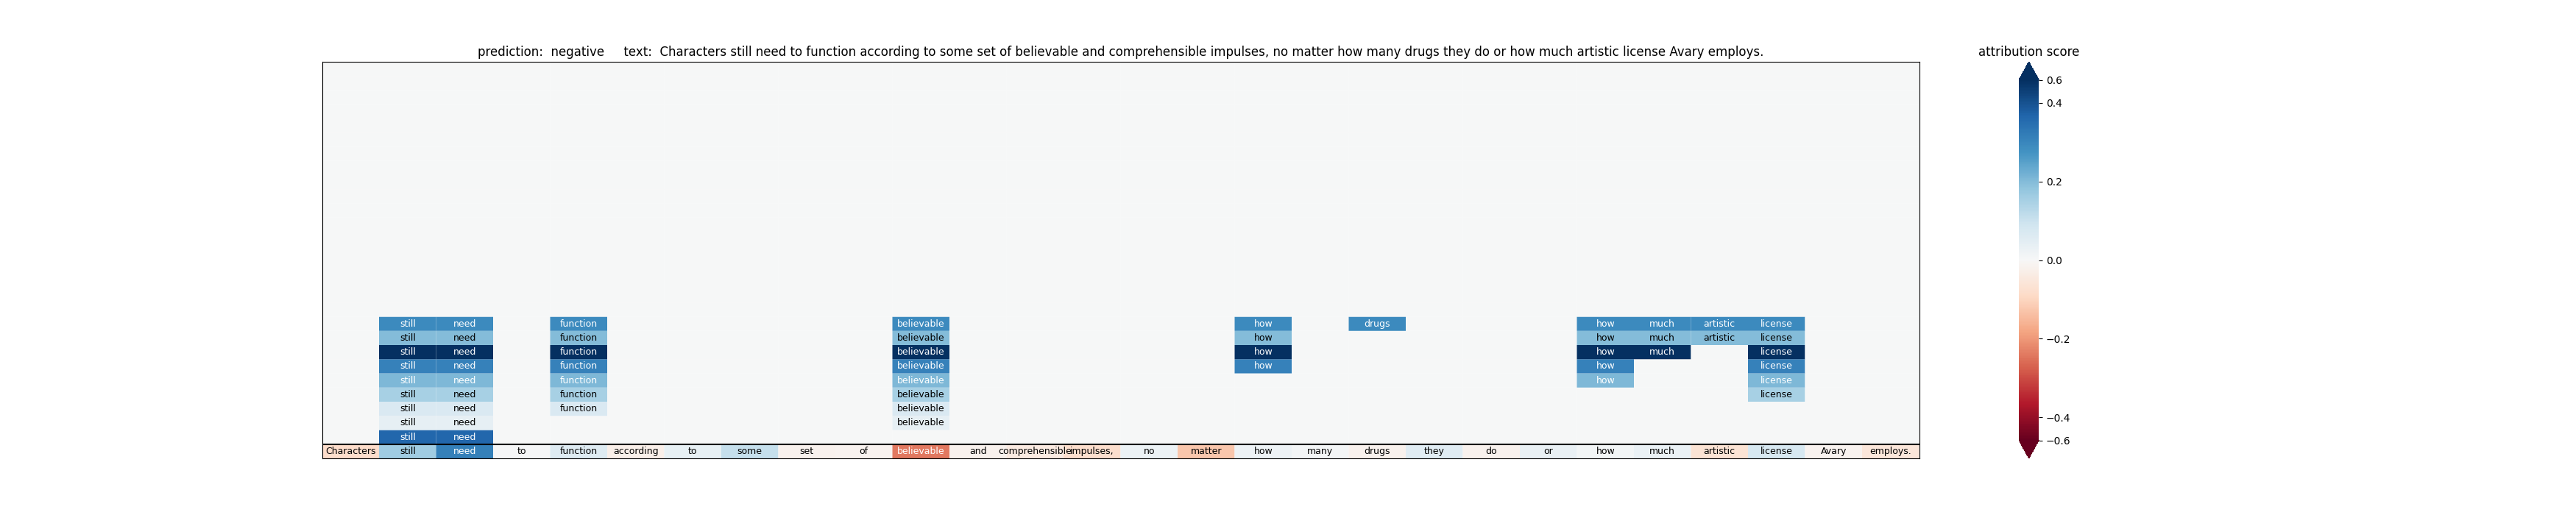 prediction:  negative     text:  Characters still need to function according to some set of believable and comprehensible impulses, no matter how many drugs they do or how much artistic license Avary employs.
attribution score
0.6
0.4
0.2
0.0
−0.2
−0.4
−0.6
still need function believable how drugs how much artistic license
still need function believable how how much artistic license
still need function believable how how much license
still need function believable how how license
still need function believable how license
still need function believable license
still need function believable
still need believable
still need
Characters still need to function according to some set of believable and comprehensible impulses, no matter how many drugs they do or how much artistic license Avary employs.